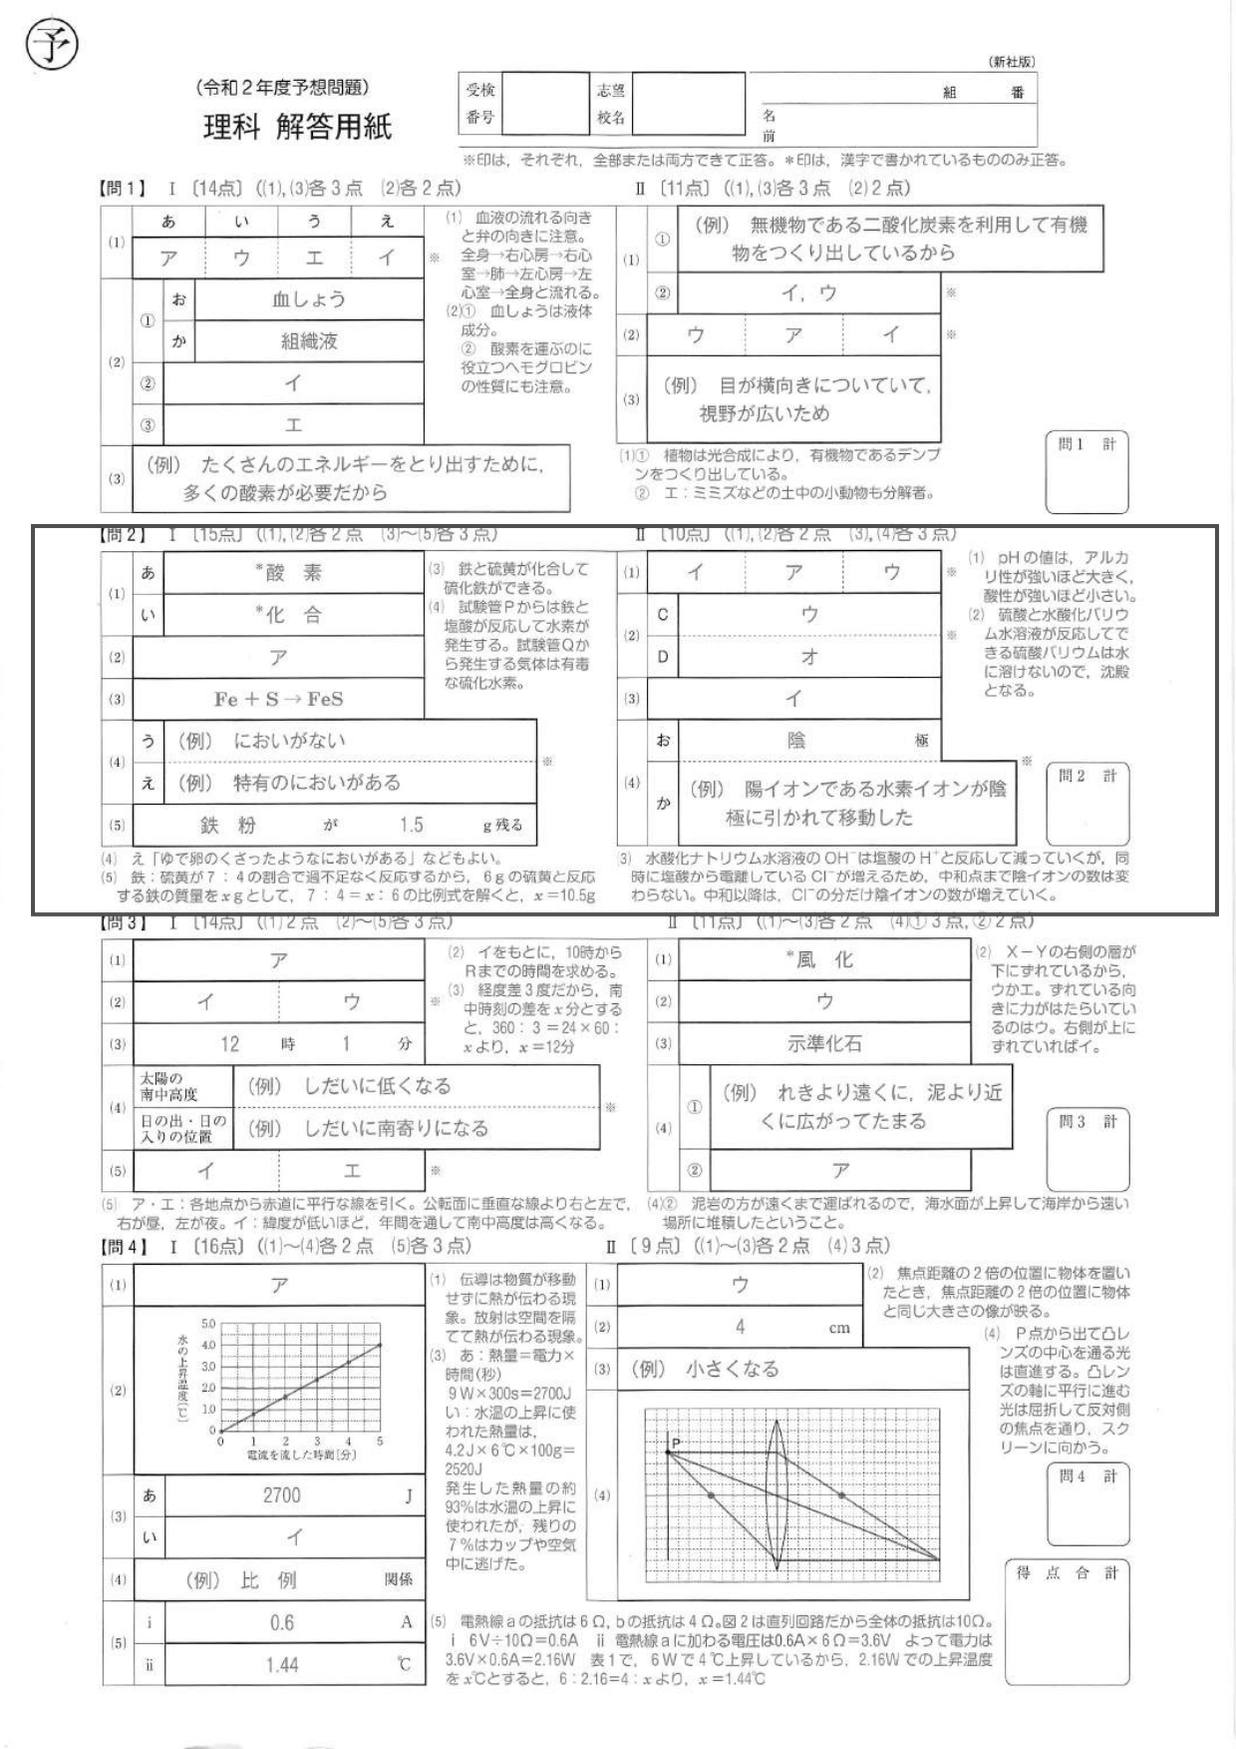 予
(新社版)
(令和2年度予想問題)
理科 解答用紙
受検番号
志望校名
組 番
名前
※印は，それぞれ，全部または両方できて正答。＊印は，漢字で書かれているもののみ正答。
【問1】 Ⅰ〔14点〕((1),(3)各3点 (2)各2点)
(1) あ い う え
ア ウ エ イ ※
(2) ① お 血しょう
か 組織液
② イ
③ エ
(3) (例) たくさんのエネルギーをとり出すために，
多くの酸素が必要だから
(1) 血液の流れる向き
と弁の向きに注意。
全身→右心房→右心
室→肺→左心房→左
心室→全身と流れる。
(2)① 血しょうは液体
成分。
② 酸素を運ぶのに
役立つヘモグロビン
の性質にも注意。
Ⅱ〔11点〕((1),(3)各3点 (2)2点)
(1) ① (例) 無機物である二酸化炭素を利用して有機
物をつくり出しているから
② イ，ウ ※
(2) ウ ア イ ※
(3) (例) 目が横向きについていて，
視野が広いため
(1)① 植物は光合成により，有機物であるデンプ
ンをつくり出している。
② エ：ミミズなどの土中の小動物も分解者。
問1 計
【問2】 Ⅰ〔15点〕((1),(2)各2点 (3)～(5)各3点)
(1) あ *酸 素
い *化 合
(2) ア
(3) Fe + S → FeS
(4) う (例) においがない
え (例) 特有のにおいがある ※
(5) 鉄 粉 が 1.5 g残る
(3) 鉄と硫黄が化合して
硫化鉄ができる。
(4) 試験管Pからは鉄と
塩酸が反応して水素が
発生する。試験管Qか
ら発生する気体は有毒
な硫化水素。
(4) え「ゆで卵のくさったようなにおいがある」などもよい。
(5) 鉄：硫黄が7：4の割合で過不足なく反応するから，6gの硫黄と反応
する鉄の質量をxgとして，7：4＝x：6の比例式を解くと，x＝10.5g
Ⅱ〔10点〕((1),(2)各2点 (3),(4)各3点)
(1) イ ア ウ ※
(2) C ウ
D オ ※
(3) イ
(4) お 陰 極
か (例) 陽イオンである水素イオンが陰
極に引かれて移動した ※
(1) pHの値は，アルカ
リ性が強いほど大きく，
酸性が強いほど小さい。
(2) 硫酸と水酸化バリウ
ム水溶液が反応してで
きる硫酸バリウムは水
に溶けないので，沈殿
となる。
3) 水酸化ナトリウム水溶液のOH⁻は塩酸のH⁺と反応して減っていくが，同
時に塩酸から電離しているCl⁻が増えるため，中和点まで陰イオンの数は変
わらない。中和以降は，Cl⁻の分だけ陰イオンの数が増えていく。
問2 計
【問3】 Ⅰ〔14点〕((1)2点 (2)～(5)各3点)
(1) ア
(2) イ ウ ※
(3) 12 時 1 分
(4) 太陽の南中高度 (例) しだいに低くなる
日の出・日の入りの位置 (例) しだいに南寄りになる ※
(5) イ エ ※
(2) イをもとに，10時から
Rまでの時間を求める。
(3) 経度差3度だから，南
中時刻の差をx分とする
と，360：3＝24×60：
xより，x＝12分
(5) ア・エ：各地点から赤道に平行な線を引く。公転面に垂直な線より右と左で，
右が昼，左が夜。イ：緯度が低いほど，年間を通して南中高度は高くなる。
Ⅱ〔11点〕((1)～(3)各2点 (4)①3点，②2点)
(1) *風 化
(2) ウ
(3) 示準化石
(4) ① (例) れきより遠くに，泥より近
くに広がってたまる
② ア
(2) X－Yの右側の層が
下にずれているから，
ウかエ。ずれている向
きに力がはたらいてい
るのはウ。右側が上に
ずれていればイ。
(4)② 泥岩の方が遠くまで運ばれるので，海水面が上昇して海岸から遠い
場所に堆積したということ。
問3 計
【問4】 Ⅰ〔16点〕((1)～(4)各2点 (5)各3点)
(1) ア
(2) 水の上昇温度〔℃〕
5.0
4.0
3.0
2.0
1.0
0
0 1 2 3 4 5
電流を流した時間〔分〕
(3) あ 2700 J
い イ
(4) (例) 比 例 関係
(5) i 0.6 A
ii 1.44 ℃
(1) 伝導は物質が移動
せずに熱が伝わる現
象。放射は空間を隔
てて熱が伝わる現象。
(3) あ：熱量＝電力×
時間(秒)
9W×300s＝2700J
い：水温の上昇に使
われた熱量は，
4.2J×6℃×100g＝
2520J
発生した熱量の約
93%は水温の上昇に
使われたが，残りの
7%はカップや空気
中に逃げた。
Ⅱ〔9点〕((1)～(3)各2点 (4)3点)
(1) ウ
(2) 4 cm
(3) (例) 小さくなる
(4) P
(2) 焦点距離の2倍の位置に物体を置い
たとき，焦点距離の2倍の位置に物体
と同じ大きさの像が映る。
(4) P点から出て凸レ
ンズの中心を通る光
は直進する。凸レン
ズの軸に平行に進む
光は屈折して反対側
の焦点を通り，スク
リーンに向かう。
問4 計
得点合計
(5) 電熱線aの抵抗は6Ω，bの抵抗は4Ω。図2は直列回路だから全体の抵抗は10Ω。
i 6V÷10Ω＝0.6A ii 電熱線aに加わる電圧は0.6A×6Ω＝3.6V よって電力は
3.6V×0.6A＝2.16W 表1で，6Wで4℃上昇しているから，2.16Wでの上昇温度
をx℃とすると，6：2.16＝4：xより，x＝1.44℃